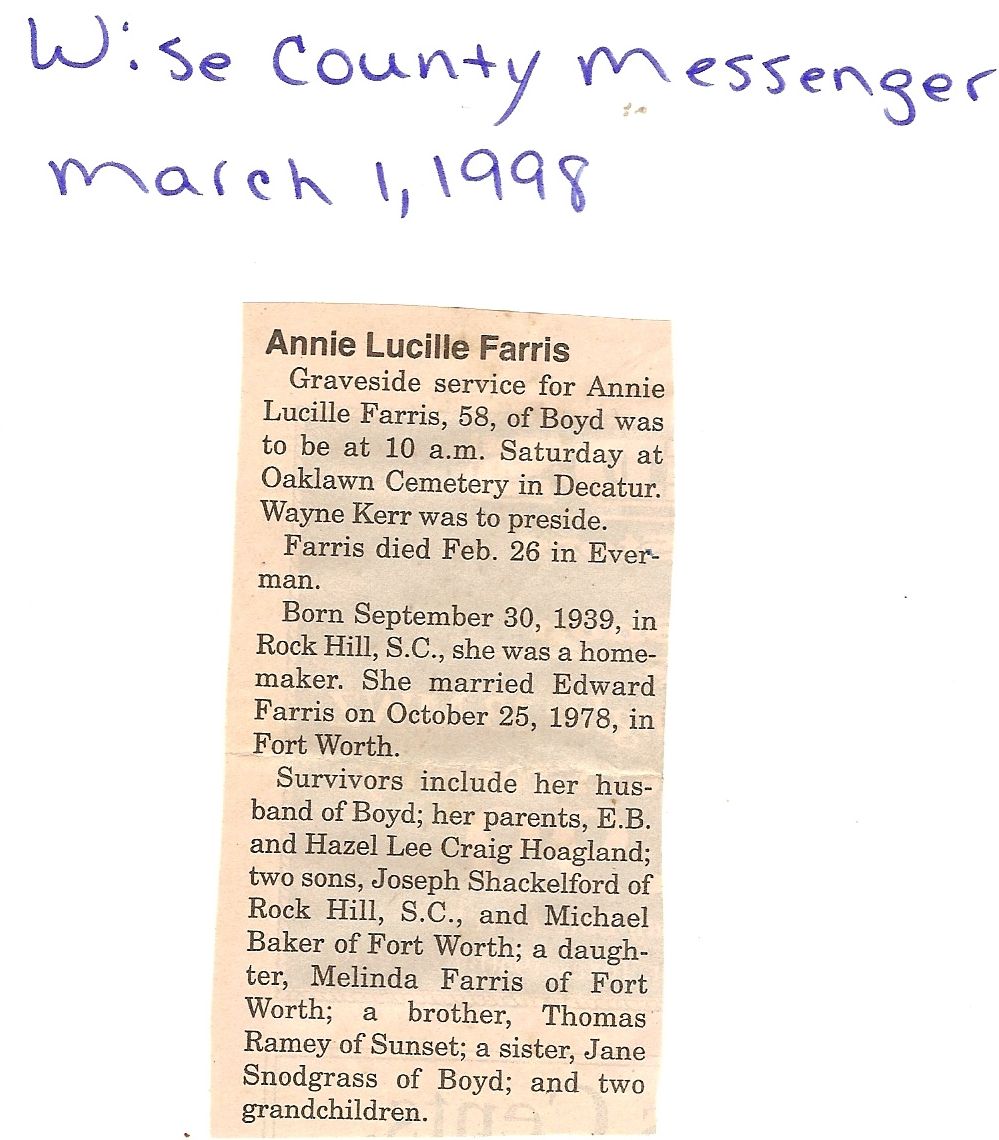 Wise County Messenger
March 1, 1998
Annie Lucille Farris
Graveside service for Annie
Lucille Farris, 58, of Boyd was
to be at 10 a.m. Saturday at
Oaklawn Cemetery in Decatur.
Wayne Kerr was to preside.
Farris died Feb. 26 in Ever-
man.
Born September 30, 1939, in
Rock Hill, S.C., she was a home-
maker. She married Edward
Farris on October 25, 1978, in
Fort Worth.
Survivors include her hus-
band of Boyd; her parents, E.B.
and Hazel Lee Craig Hoagland;
two sons, Joseph Shackelford of
Rock Hill, S.C., and Michael
Baker of Fort Worth; a daugh-
ter, Melinda Farris of Fort
Worth; a brother, Thomas
Ramey of Sunset; a sister, Jane
Snodgrass of Boyd; and two
grandchildren.